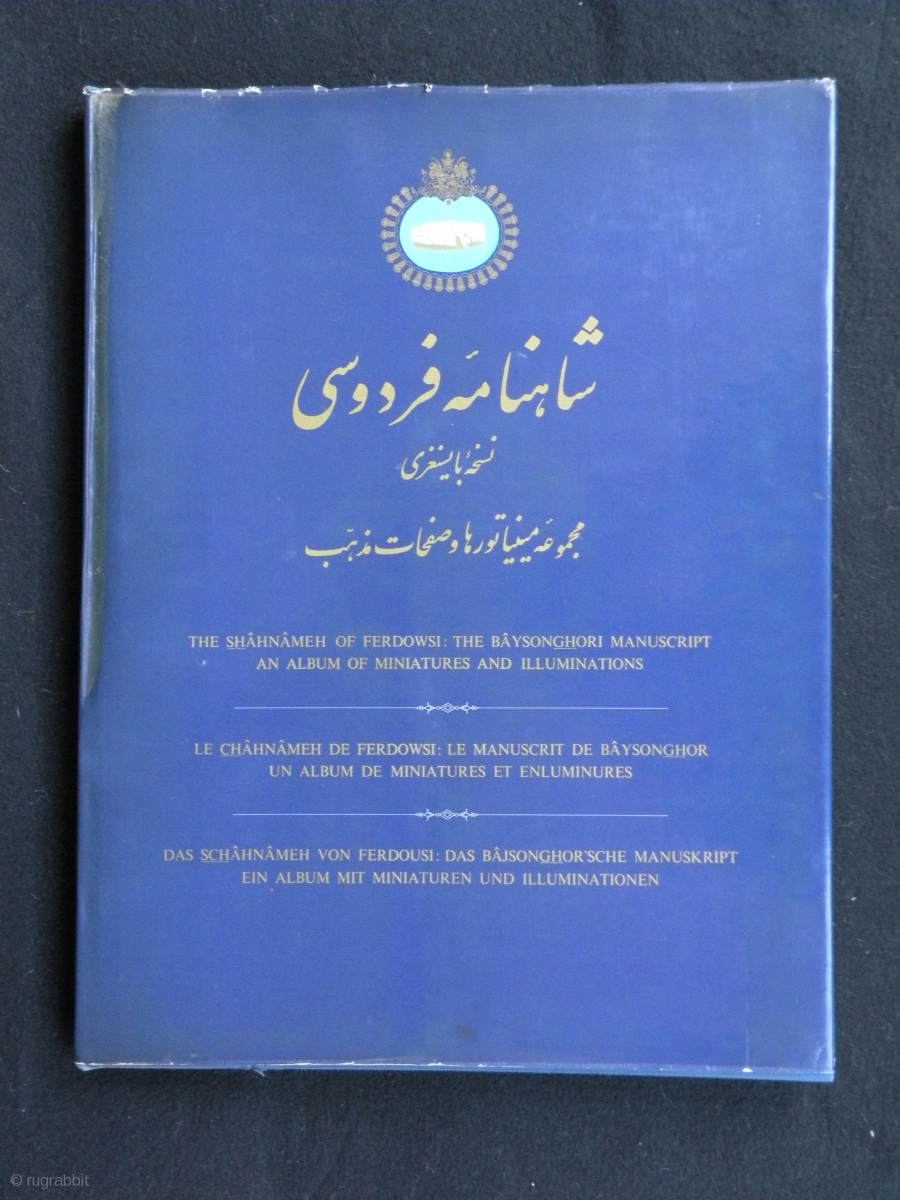 شاهنامهٔ فردوسی
نسخهٔ بایسنغری
مجموعهٔ مینیاتورها و صفحات مذهّب
THE SHÂHNÂMEH OF FERDOWSI: THE BÂYSONGHORI MANUSCRIPT
AN ALBUM OF MINIATURES AND ILLUMINATIONS
LE CHÂHNÂMEH DE FERDOWSI: LE MANUSCRIT DE BÂYSONGHOR
UN ALBUM DE MINIATURES ET ENLUMINURES
DAS SCHÂHNÂMEH VON FERDOUSI: DAS BÂJSONGHOR'SCHE MANUSKRIPT
EIN ALBUM MIT MINIATUREN UND ILLUMINATIONEN
© rugrabbit